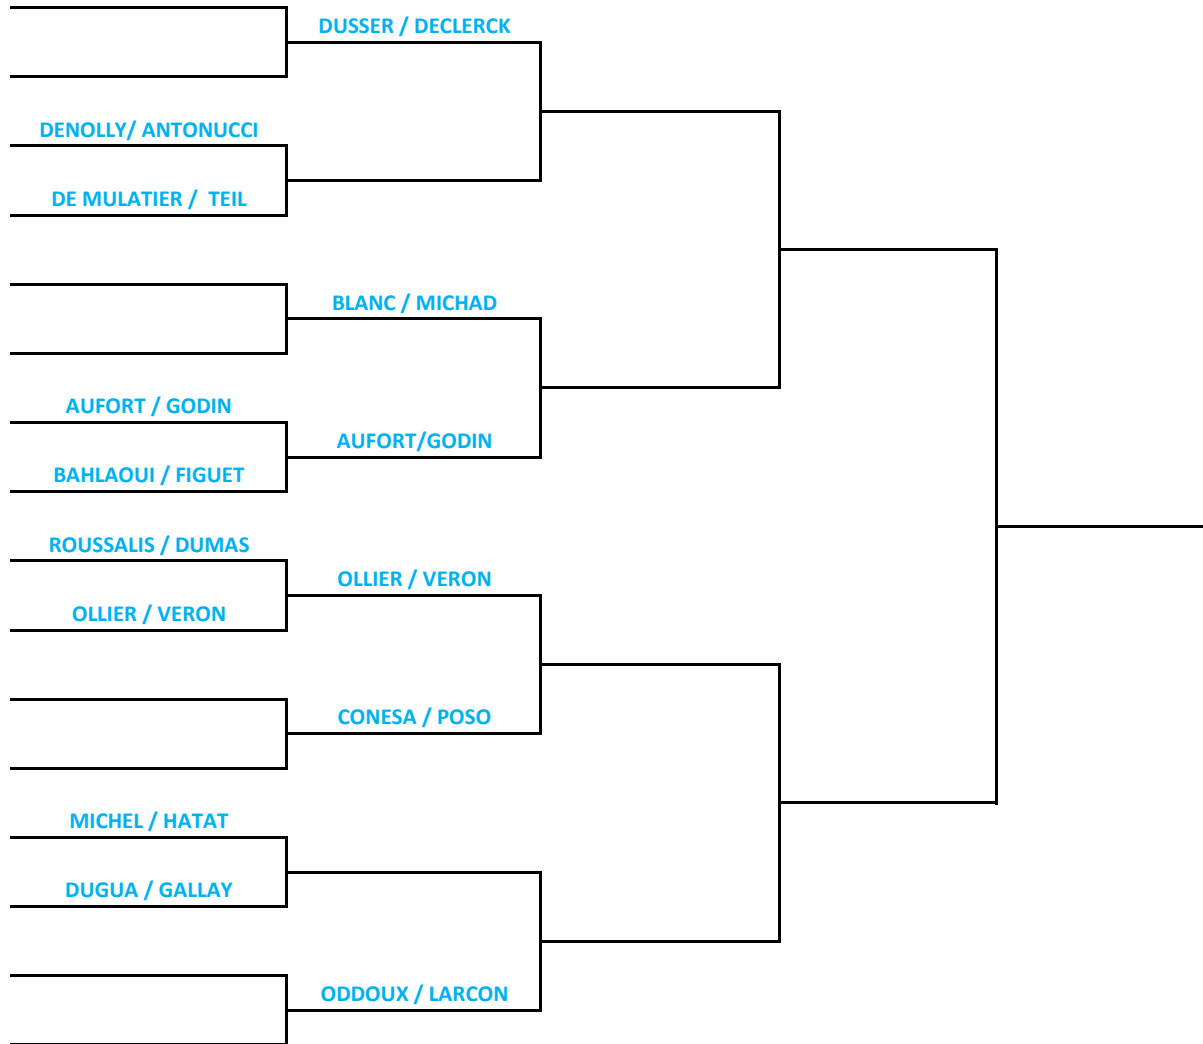 DUSSER / DECLERCK
DENOLLY/ ANTONUCCI
DE MULATIER /  TEIL
BLANC / MICHAD
AUFORT / GODIN
AUFORT/GODIN
BAHLAOUI / FIGUET
ROUSSALIS / DUMAS
OLLIER / VERON
OLLIER / VERON
CONESA / POSO
MICHEL / HATAT
DUGUA / GALLAY
ODDOUX / LARCON